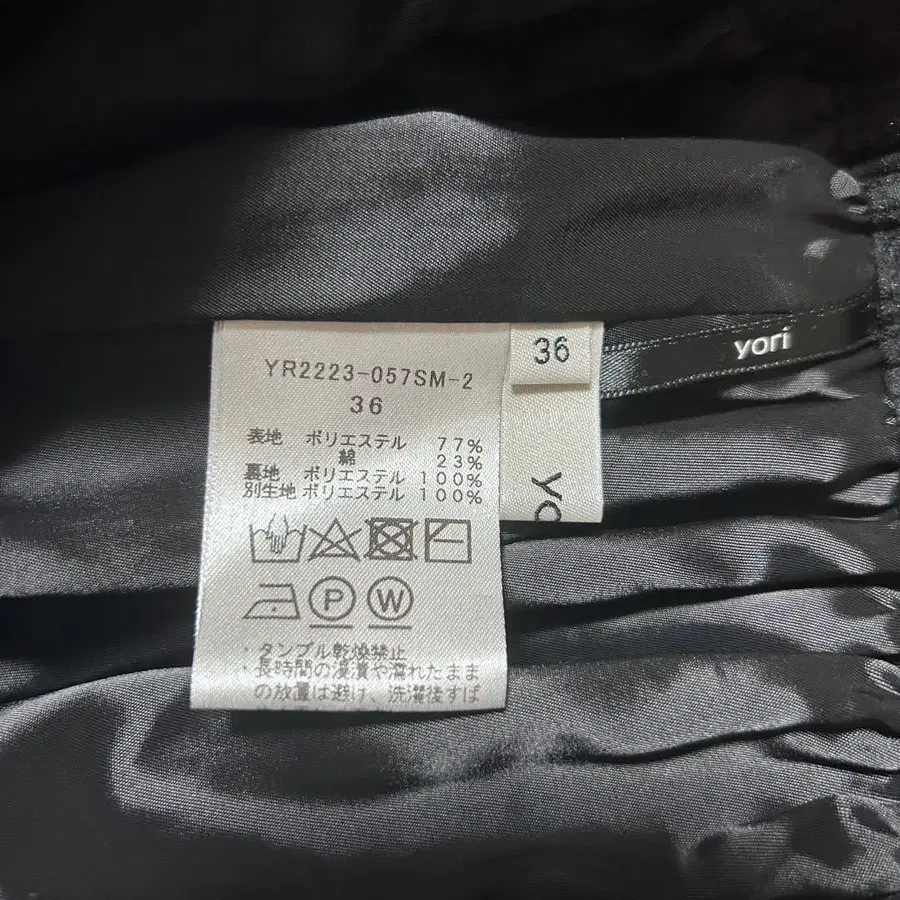 YR2223-057SM-2
36
表地 ポリエステル 77%
綿 23%
裏地 ポリエステル 100%
別生地 ポリエステル 100%
P W
・タンブル乾燥禁止
・長時間の浸漬や濡れたまま
の放置は避け、洗濯後すぐ
36
yo
yori